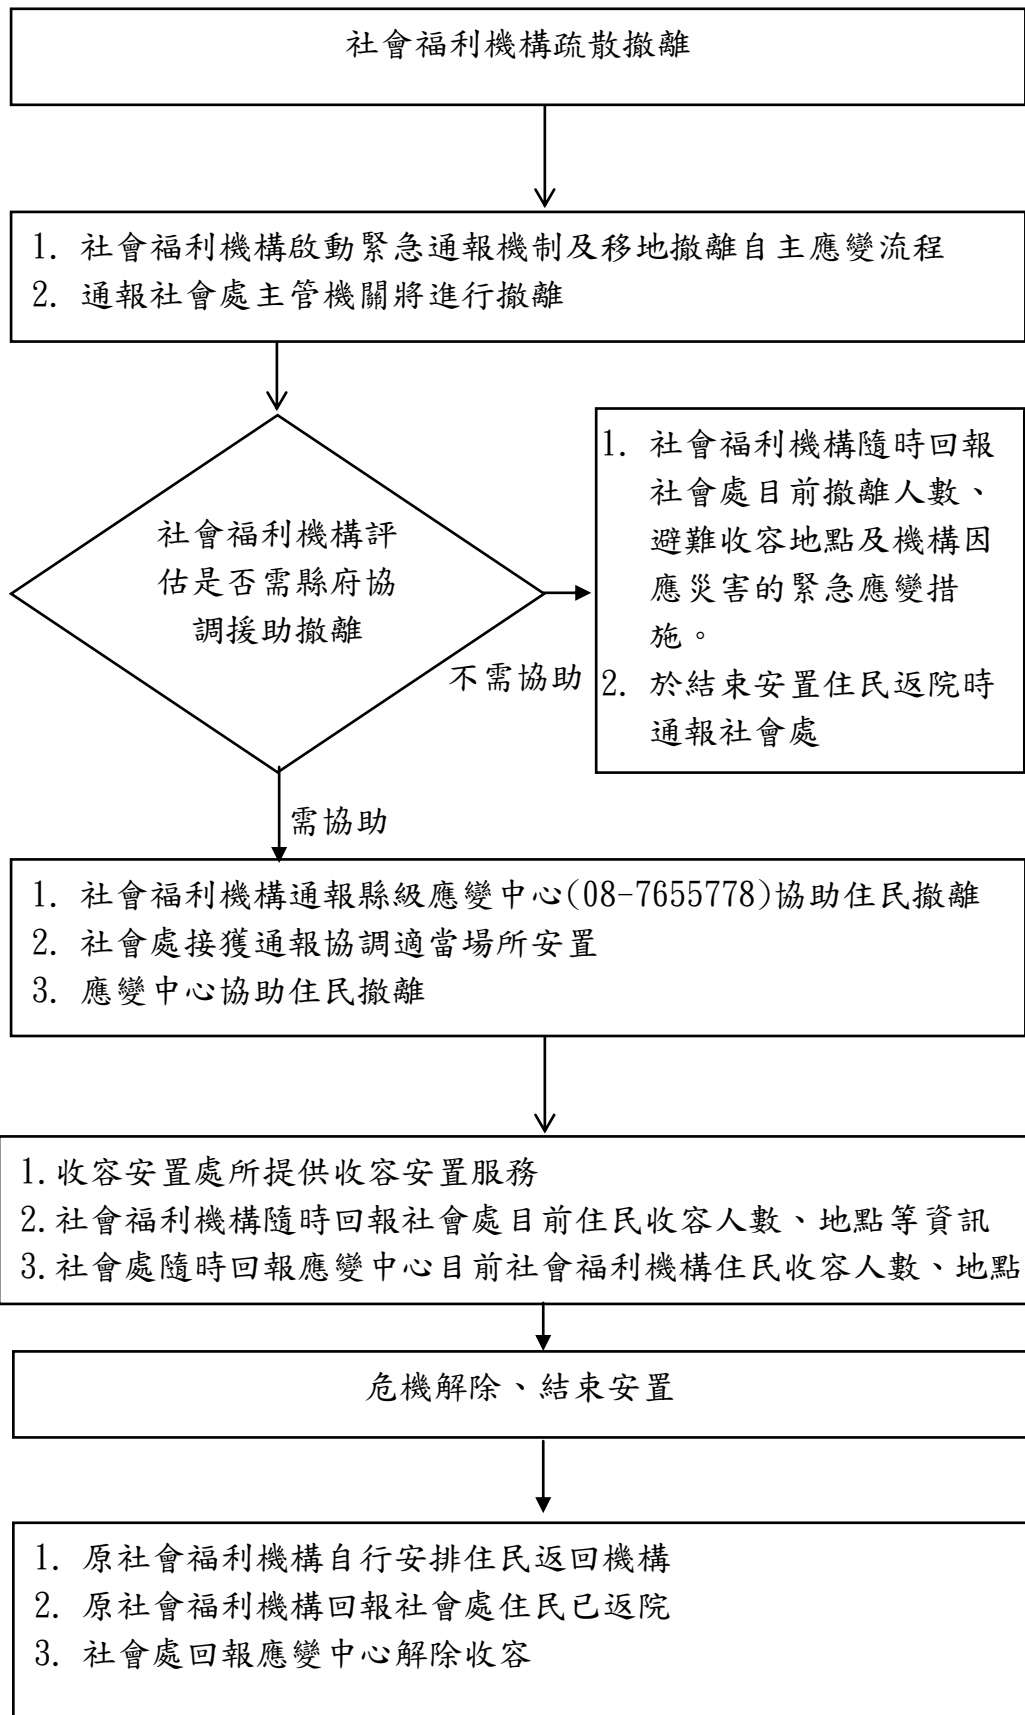 社會福利機構疏散撤離
1. 社會福利機構啟動緊急通報機制及移地撤離自主應變流程
2. 通報社會處主管機關將進行撤離
社會福利機構評
估是否需縣府協
調援助撤離
不需協助
1. 社會福利機構隨時回報
社會處目前撤離人數、
避難收容地點及機構因
應災害的緊急應變措
施。
2. 於結束安置住民返院時
通報社會處
需協助
1. 社會福利機構通報縣級應變中心(08-7655778)協助住民撤離
2. 社會處接獲通報協調適當場所安置
3. 應變中心協助住民撤離
1.收容安置處所提供收容安置服務
2.社會福利機構隨時回報社會處目前住民收容人數、地點等資訊
3.社會處隨時回報應變中心目前社會福利機構住民收容人數、地點
危機解除、結束安置
1. 原社會福利機構自行安排住民返回機構
2. 原社會福利機構回報社會處住民已返院
3. 社會處回報應變中心解除收容